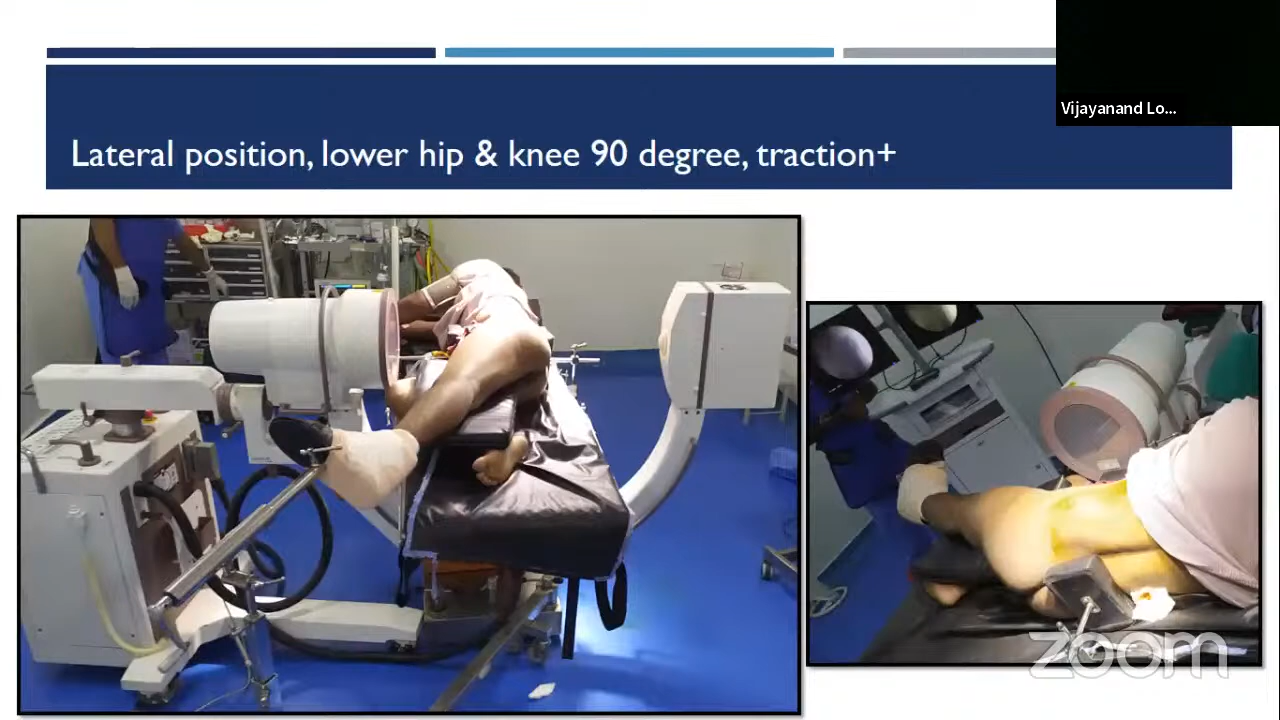 Vijayanand Lo...
Lateral position, lower hip & knee 90 degree, traction+
zoom